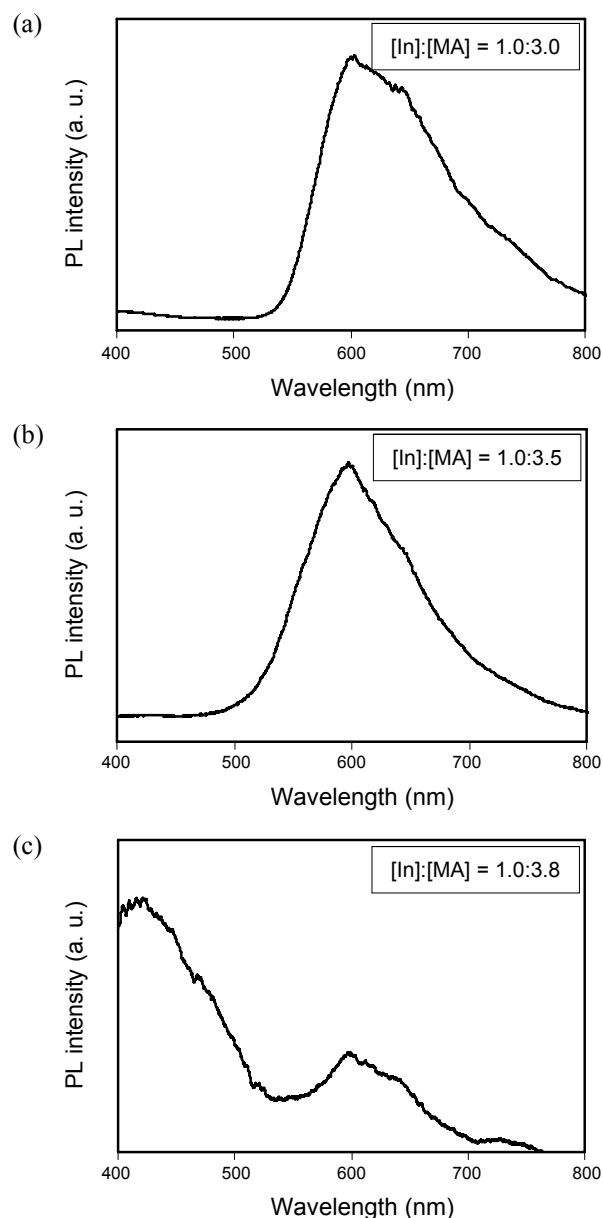 (a)
[In]:[MA] = 1.0:3.0
PL intensity (a. u.)
400 500 600 700 800
Wavelength (nm)
(b)
[In]:[MA] = 1.0:3.5
PL intensity (a. u.)
400 500 600 700 800
Wavelength (nm)
(c)
[In]:[MA] = 1.0:3.8
PL intensity (a. u.)
400 500 600 700 800
Wavelength (nm)